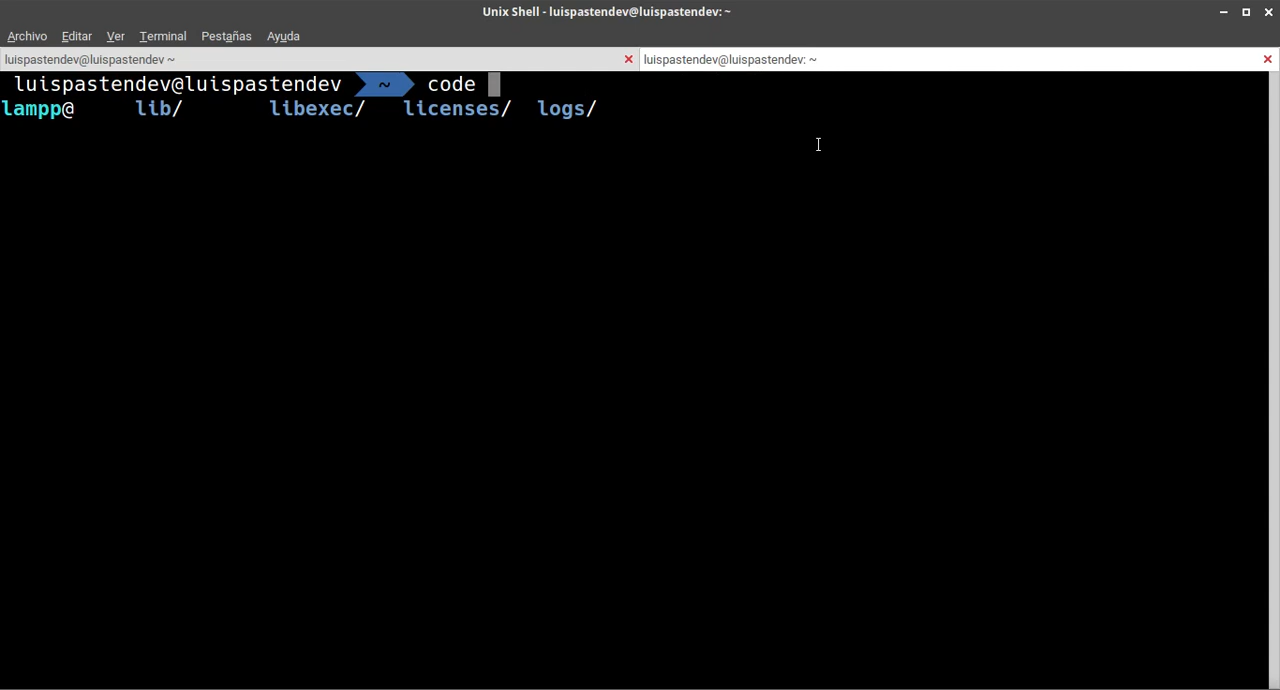 Unix Shell - luispastendev@luispastendev: ~
Archivo Editar Ver Terminal Pestañas Ayuda
luispastendev@luispastendev ~
luispastendev@luispastendev: ~
luispastendev@luispastendev ~ code
lampp@ lib/ libexec/ licenses/ logs/